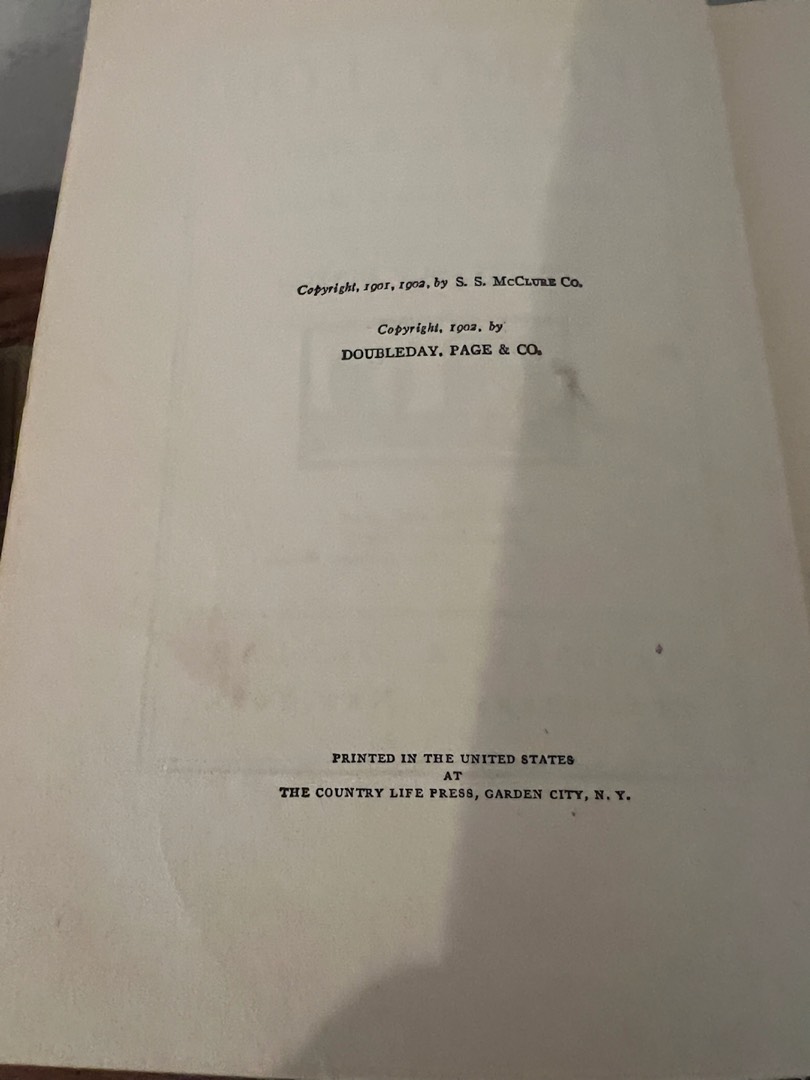 Copyright, 1901, 1902, by S. S. McClure Co.
Copyright, 1902, by
DOUBLEDAY, PAGE & CO.
PRINTED IN THE UNITED STATES
AT
THE COUNTRY LIFE PRESS, GARDEN CITY, N. Y.